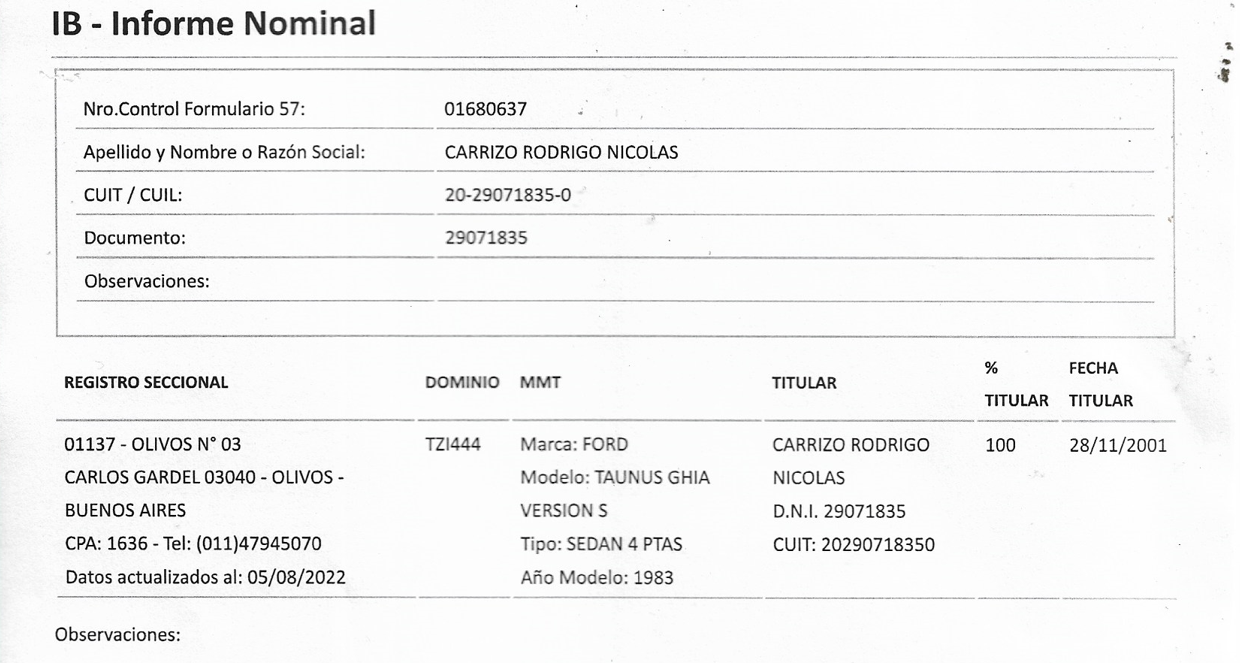 IB - Informe Nominal
Nro.Control Formulario 57: 01680637
Apellido y Nombre o Razón Social: CARRIZO RODRIGO NICOLAS
CUIT / CUIL: 20-29071835-0
Documento: 29071835
Observaciones:
REGISTRO SECCIONAL DOMINIO MMT TITULAR % TITULAR FECHA TITULAR
01137 - OLIVOS N° 03 TZI444 Marca: FORD CARRIZO RODRIGO 100 28/11/2001
CARLOS GARDEL 03040 - OLIVOS - Modelo: TAUNUS GHIA NICOLAS
BUENOS AIRES VERSION S D.N.I. 29071835
CPA: 1636 - Tel: (011)47945070 Tipo: SEDAN 4 PTAS CUIT: 20290718350
Datos actualizados al: 05/08/2022 Año Modelo: 1983
Observaciones: